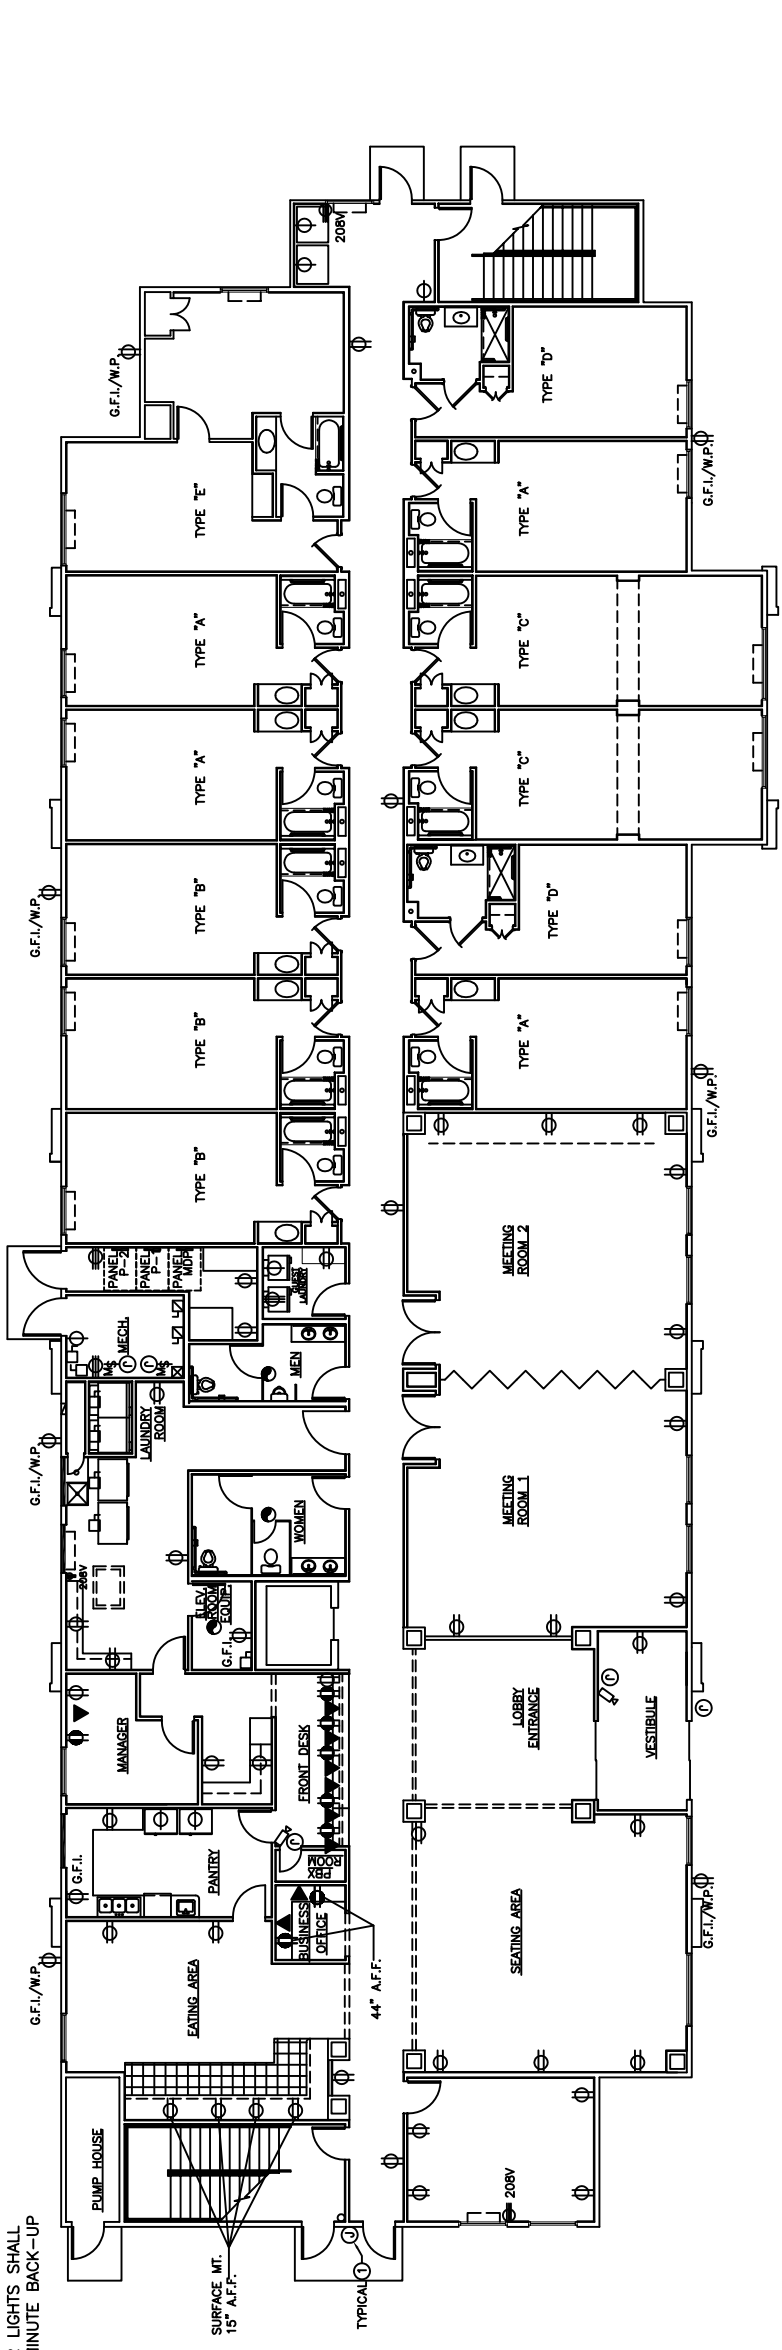 208V
G.F.I./W.P.
TYPE "E"
TYPE "D"
G.F.I./W.P.
TYPE "A"
TYPE "A"
TYPE "C"
TYPE "A"
TYPE "C"
G.F.I./W.P.
TYPE "B"
TYPE "D"
TYPE "B"
TYPE "A"
G.F.I./W.P.
TYPE "B"
PANEL
P-2
PANEL
P-1
PANEL
MDP
MECH.
M$
J
J
M$
GUEST
LAUNDRY
MEETING
ROOM 2
MEN
LAUNDRY
ROOM
G.F.I./W.P.
WOMEN
MEETING
ROOM 1
208V
ELEV.
ROOM
EQUIP.
G.F.I.
MANAGER
FRONT DESK
LOBBY
ENTRANCE
J
VESTIBULE
J
G.F.I.
PANTRY
J
PBX
ROOM
BUSINESS
OFFICE
G.F.I./W.P.
EATING AREA
44" A.F.F.
SEATING AREA
G.F.I./W.P.
PUMP HOUSE
208V
SURFACE MT.
15" A.F.F.
TYPICAL
1
J
LIGHTS SHALL
MINUTE BACK-UP